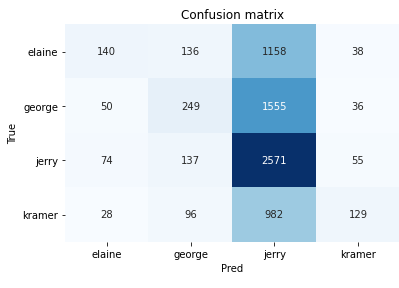 Confusion matrix
elaine 140 136 1158 38
george 50 249 1555 36
True
jerry 74 137 2571 55
kramer 28 96 982 129
elaine george jerry kramer
Pred